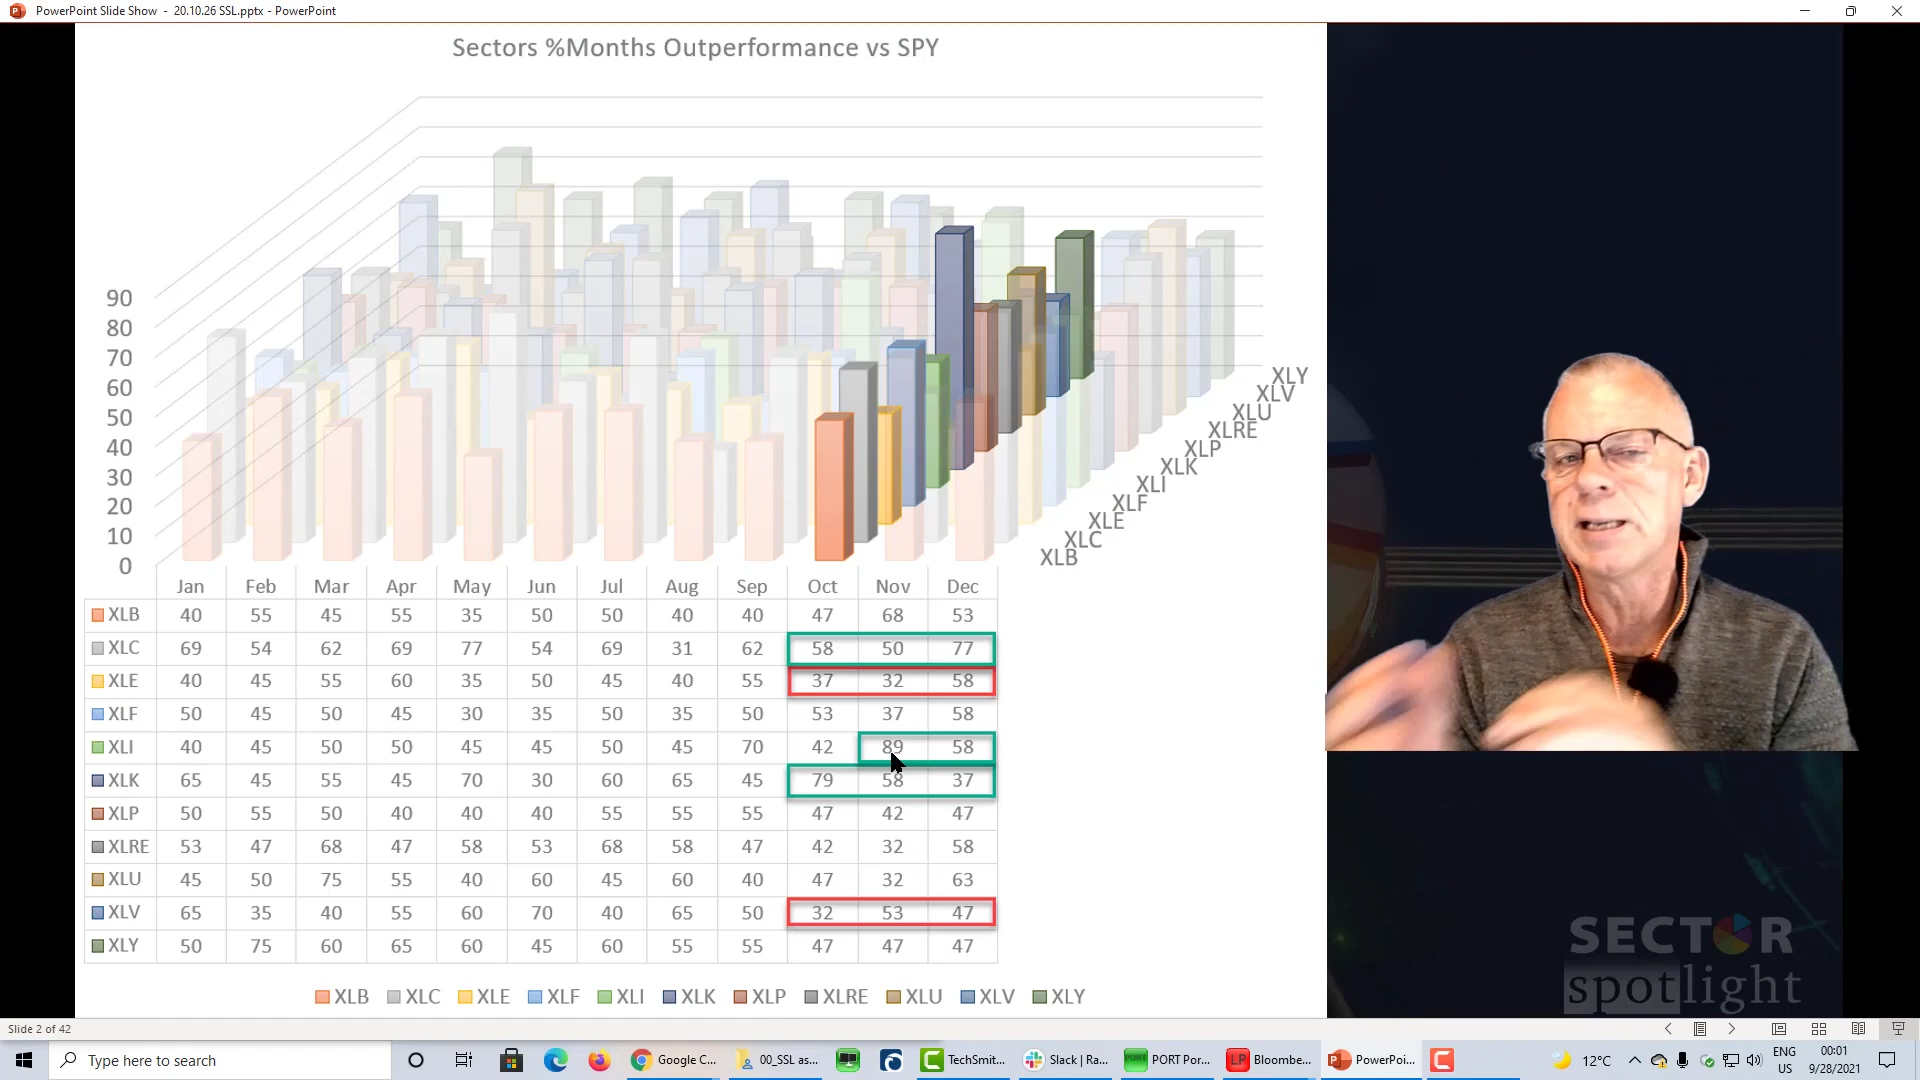 PowerPoint Slide Show - 20.10.26 SSL.pptx - PowerPoint
Sectors %Months Outperformance vs SPY
90
80
70
60
50
40
30
20
10
0
XLY
XLV
XLU
XLRE
XLP
XLK
XLI
XLF
XLE
XLC
XLB
Jan Feb Mar Apr May Jun Jul Aug Sep Oct Nov Dec
XLB 40 55 45 55 35 50 50 40 40 47 68 53
XLC 69 54 62 69 77 54 69 31 62 58 50 77
XLE 40 45 55 60 35 50 45 40 55 37 32 58
XLF 50 45 50 45 30 35 50 35 50 53 37 58
XLI 40 45 50 50 45 45 50 45 70 42 89 58
XLK 65 45 55 45 70 30 60 65 45 79 58 37
XLP 50 55 50 40 40 40 55 55 55 47 42 47
XLRE 53 47 68 47 58 53 68 58 47 42 32 58
XLU 45 50 75 55 40 60 45 60 40 47 32 63
XLV 65 35 40 55 60 70 40 65 50 32 53 47
XLY 50 75 60 65 60 45 60 55 55 47 47 47
XLB XLC XLE XLF XLI XLK XLP XLRE XLU XLV XLY
SECTOR
spotlight
Slide 2 of 42
Type here to search
Google C...
00_SSL as...
TechSmit...
Slack | Ra...
PORT Por...
Bloombe...
PowerPoi...
12°C
ENG
US
00:01
9/28/2021